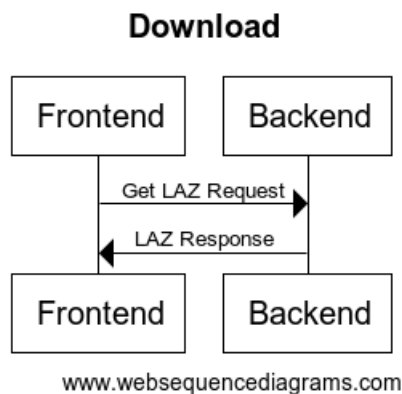 Download
Frontend Backend
Get LAZ Request
LAZ Response
Frontend Backend
www.websequencediagrams.com